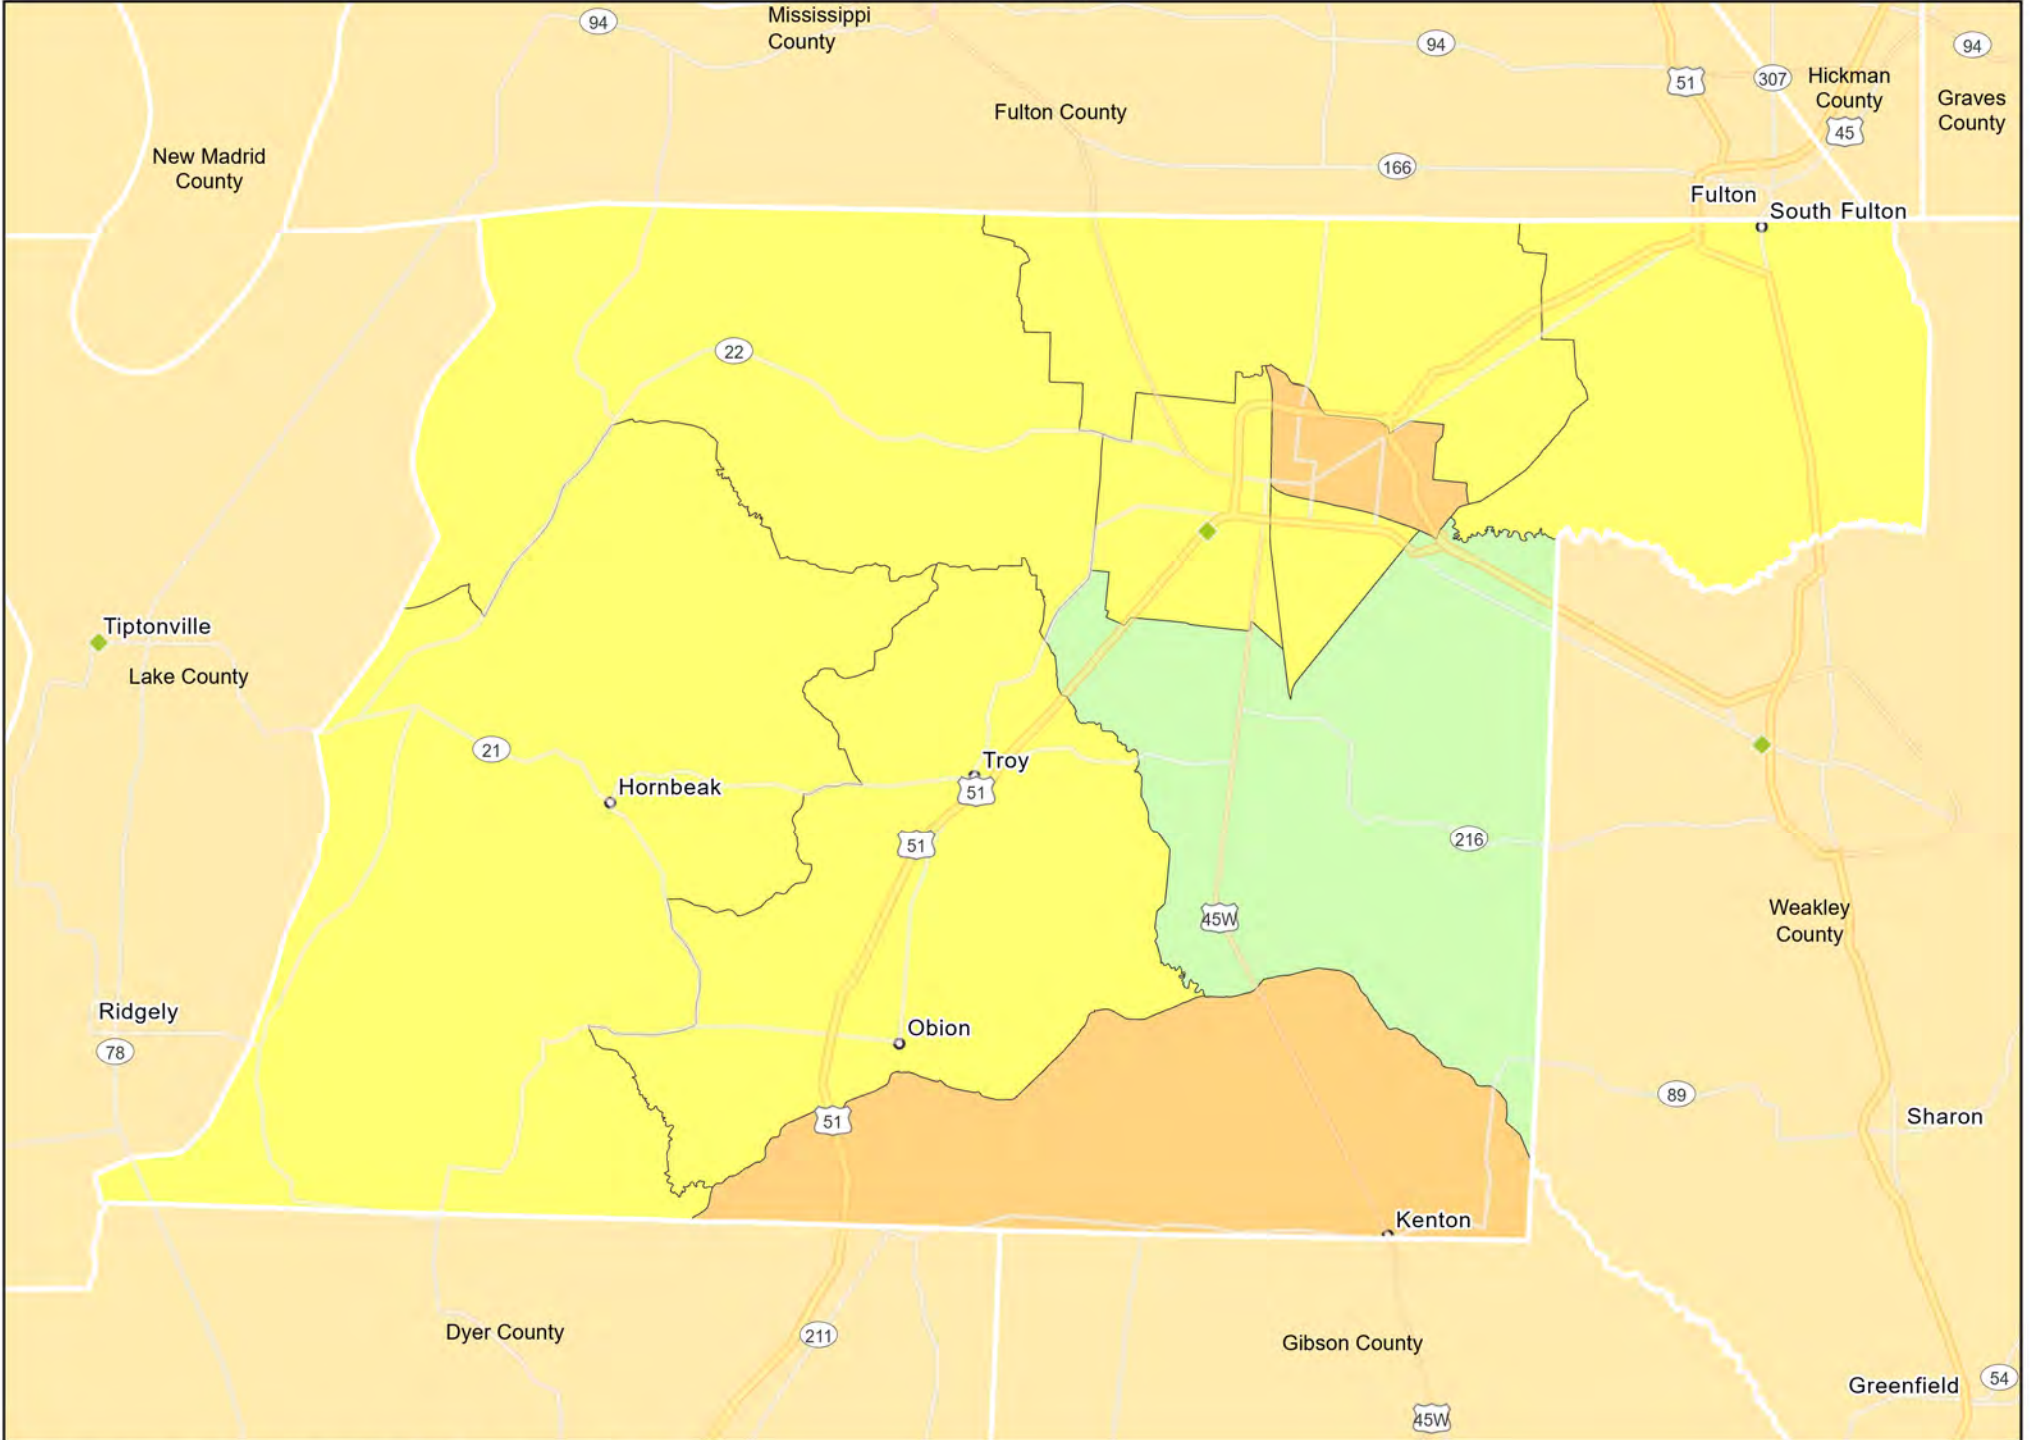 94
Mississippi
County
94
94
51
307
Hickman
County
Graves
County
Fulton County
45
New Madrid
County
166
Fulton
South Fulton
22
Tiptonville
Lake County
21
Troy
51
Hornbeak
51
216
45W
Weakley
County
Ridgely
Obion
78
89
51
Sharon
Kenton
Dyer County
211
Gibson County
54
Greenfield
45W